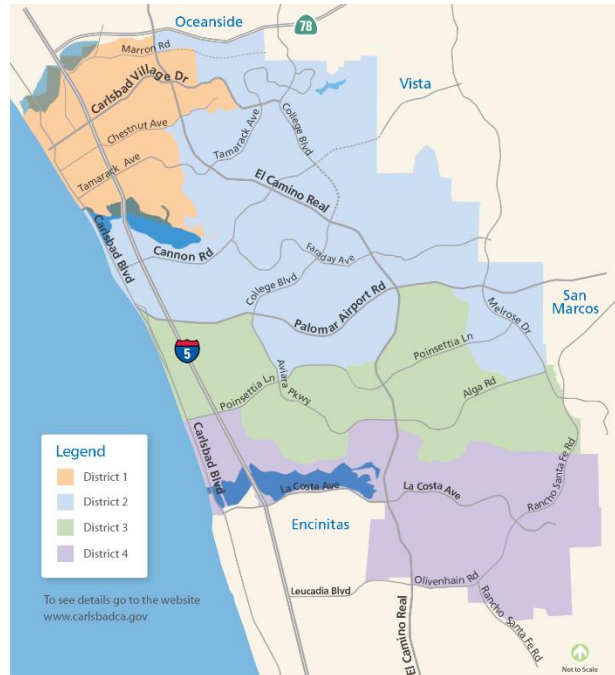 Oceanside
78
Marron Rd
Carlsbad Village Dr
Vista
Chestnut Ave
Tamarack Ave
College Blvd
Tamarack Ave
El Camino Real
Carlsbad Blvd
Cannon Rd
Faraday Ave
College Blvd
Palomar Airport Rd
San
Marcos
Melrose Dr
5
Poinsettia Ln
Aviara Pkwy
Poinsettia Ln
Alga Rd
Carlsbad Blvd
Rancho Santa Fe Rd
La Costa Ave
La Costa Ave
Encinitas
Legend
District 1
District 2
District 3
District 4
Leucadia Blvd
Olivenhain Rd
Rancho Santa Fe Rd
El Camino Real
To see details go to the website
www.carlsbadca.gov
Not to Scale